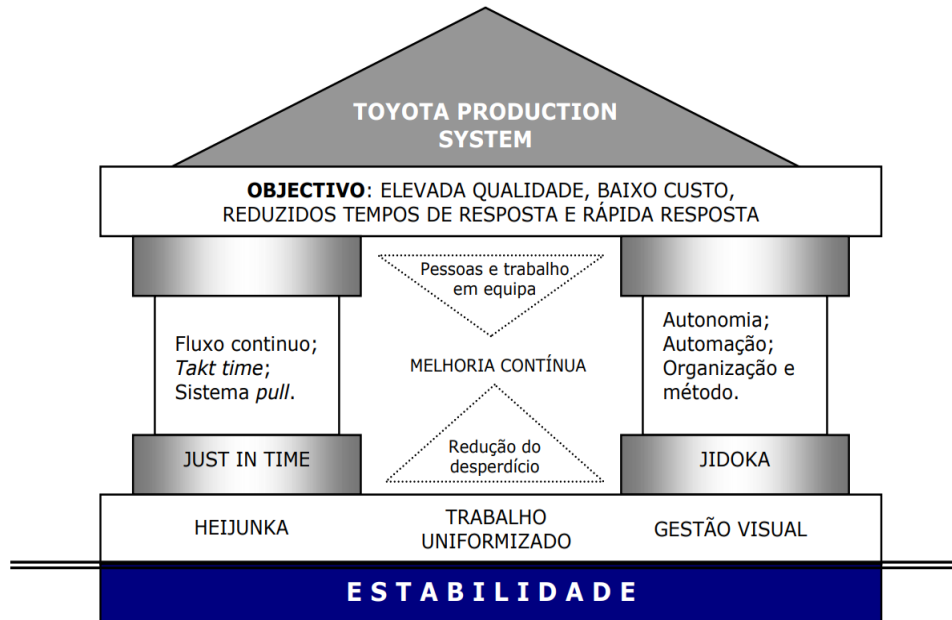 TOYOTA PRODUCTION
SYSTEM
OBJECTIVO: ELEVADA QUALIDADE, BAIXO CUSTO,
REDUZIDOS TEMPOS DE RESPOSTA E RÁPIDA RESPOSTA
Fluxo continuo;
Takt time;
Sistema pull.
JUST IN TIME
Pessoas e trabalho
em equipa
MELHORIA CONTÍNUA
Redução do
desperdício
Autonomia;
Automação;
Organização e
método.
JIDOKA
HEIJUNKA
TRABALHO
UNIFORMIZADO
GESTÃO VISUAL
ESTABILIDADE